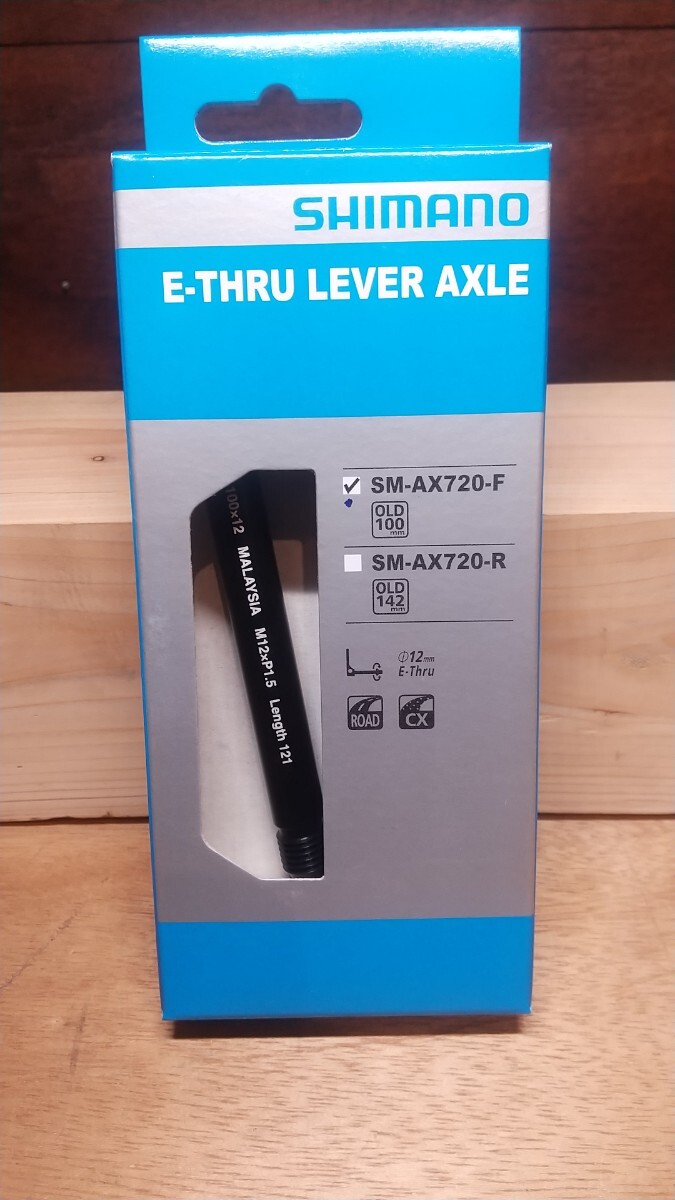 SHIMANO
E-THRU LEVER AXLE
100x12 MALAYSIA M12xP1.5 Length 121
SM-AX720-F
OLD
100
mm
SM-AX720-R
OLD
142
mm
⌀12mm
E-Thru
ROAD
CX